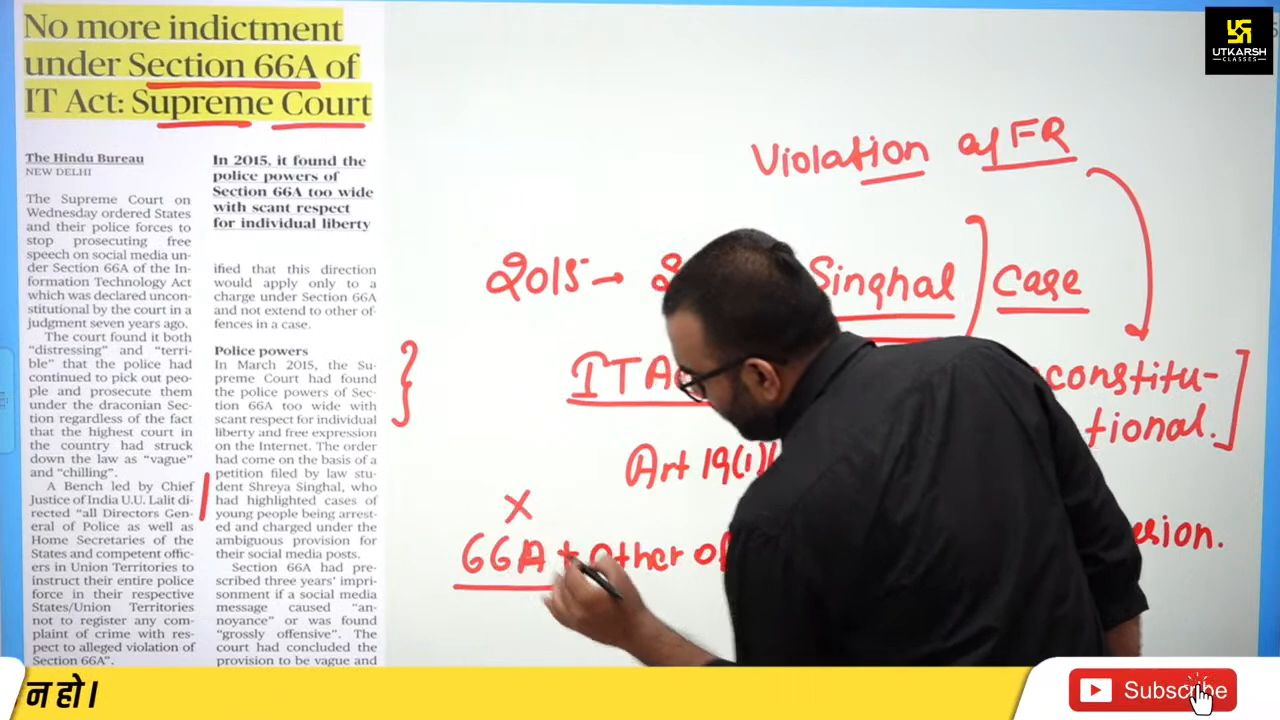 No more indictment
under Section 66A of
IT Act: Supreme Court
The Hindu Bureau
NEW DELHI
The Supreme Court on
Wednesday ordered States
and their police forces to
stop prosecuting free
speech on social media un-
der Section 66A of the In-
formation Technology Act
which was declared uncon-
stitutional by the court in a
judgment seven years ago.
The court found it both
“distressing” and “terri-
ble” that the police had
continued to pick out peo-
ple and prosecute them
under the draconian Sec-
tion regardless of the fact
that the highest court in
the country had struck
down the law as “vague”
and “chilling”.
A Bench led by Chief
Justice of India U.U. Lalit di-
rected “all Directors Gen-
eral of Police as well as
Home Secretaries of the
States and competent offic-
ers in Union Territories to
instruct their entire police
force in their respective
States/Union Territories
not to register any com-
plaint of crime with res-
pect to alleged violation of
Section 66A”.
In 2015, it found the
police powers of
Section 66A too wide
with scant respect
for individual liberty
ified that this direction
would apply only to a
charge under Section 66A
and not extend to other of-
fences in a case.
Police powers
In March 2015, the Su-
preme Court had found
the police powers of Sec-
tion 66A too wide with
scant respect for individual
liberty and free expression
on the Internet. The order
had come on the basis of a
petition filed by law stu-
dent Shreya Singhal, who
had highlighted cases of
young people being arrest-
ed and charged under the
ambiguous provision for
their social media posts.
Section 66A had pre-
scribed three years’ impri-
sonment if a social media
message caused “an-
noyance” or was found
“grossly offensive”. The
court had concluded the
provision to be vague and
Violation of FR
2015 → Singhal Case
ITA constitu-
tional.
Art 19(1)
X
66A + Other of sion.
UTKARSH
CLASSES
न हो।
Subscribe